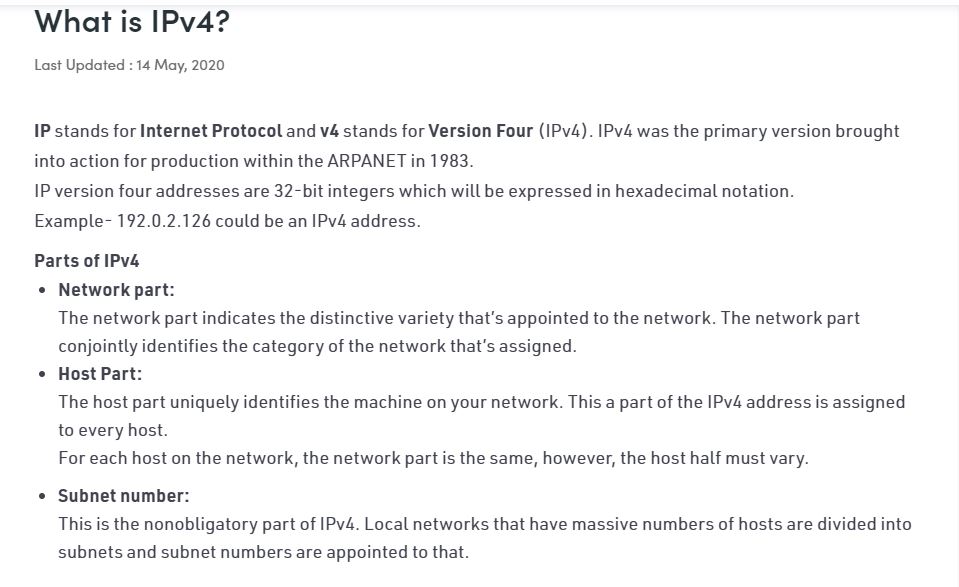 What is IPv4?
Last Updated : 14 May, 2020
IP stands for Internet Protocol and v4 stands for Version Four (IPv4). IPv4 was the primary version brought
into action for production within the ARPANET in 1983.
IP version four addresses are 32-bit integers which will be expressed in hexadecimal notation.
Example- 192.0.2.126 could be an IPv4 address.
Parts of IPv4
• Network part:
The network part indicates the distinctive variety that’s appointed to the network. The network part
conjointly identifies the category of the network that’s assigned.
• Host Part:
The host part uniquely identifies the machine on your network. This a part of the IPv4 address is assigned
to every host.
For each host on the network, the network part is the same, however, the host half must vary.
• Subnet number:
This is the nonobligatory part of IPv4. Local networks that have massive numbers of hosts are divided into
subnets and subnet numbers are appointed to that.